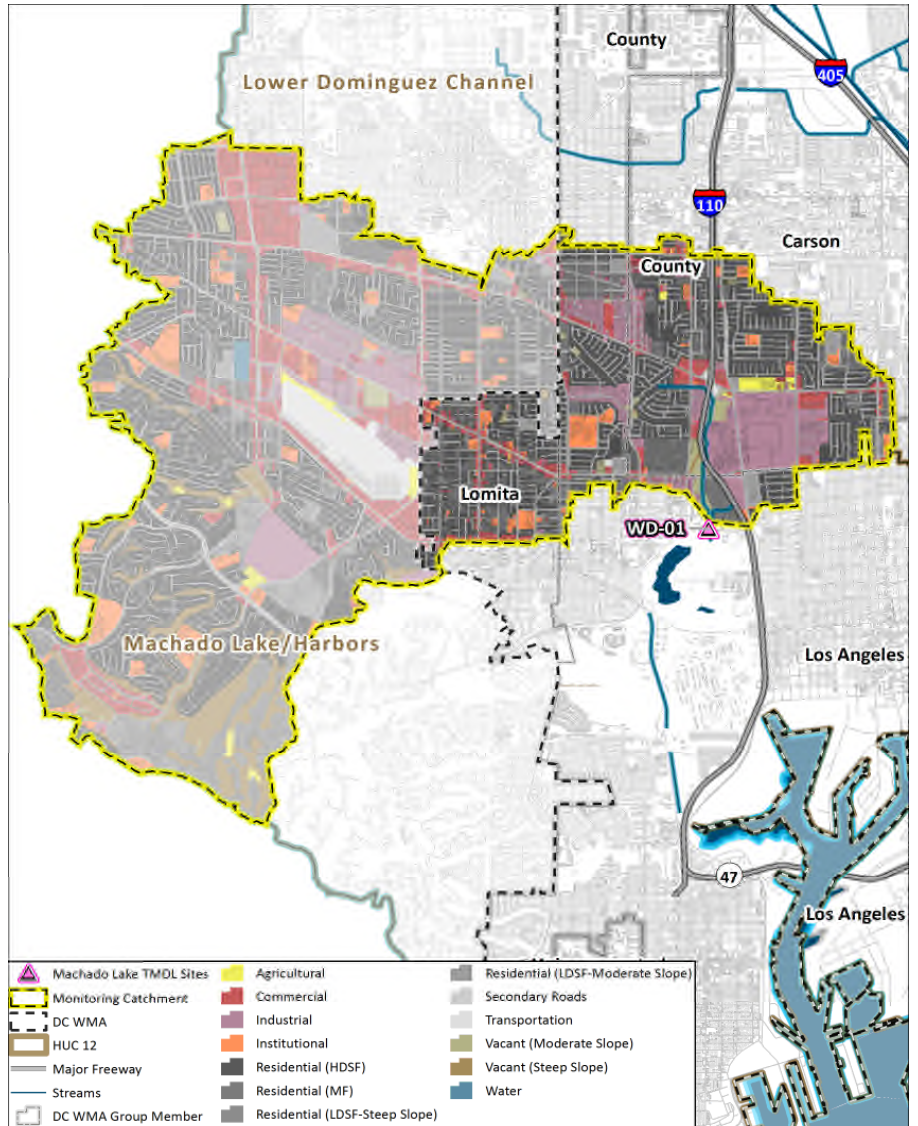 County
Lower Dominguez Channel
405
110
Carson
County
Lomita
WD-01
Machado Lake/Harbors
Los Angeles
47
Los Angeles
Machado Lake TMDL Sites
Monitoring Catchment
DC WMA
HUC 12
Major Freeway
Streams
DC WMA Group Member
Agricultural
Commercial
Industrial
Institutional
Residential (HDSF)
Residential (MF)
Residential (LDSF-Steep Slope)
Residential (LDSF-Moderate Slope)
Secondary Roads
Transportation
Vacant (Moderate Slope)
Vacant (Steep Slope)
Water